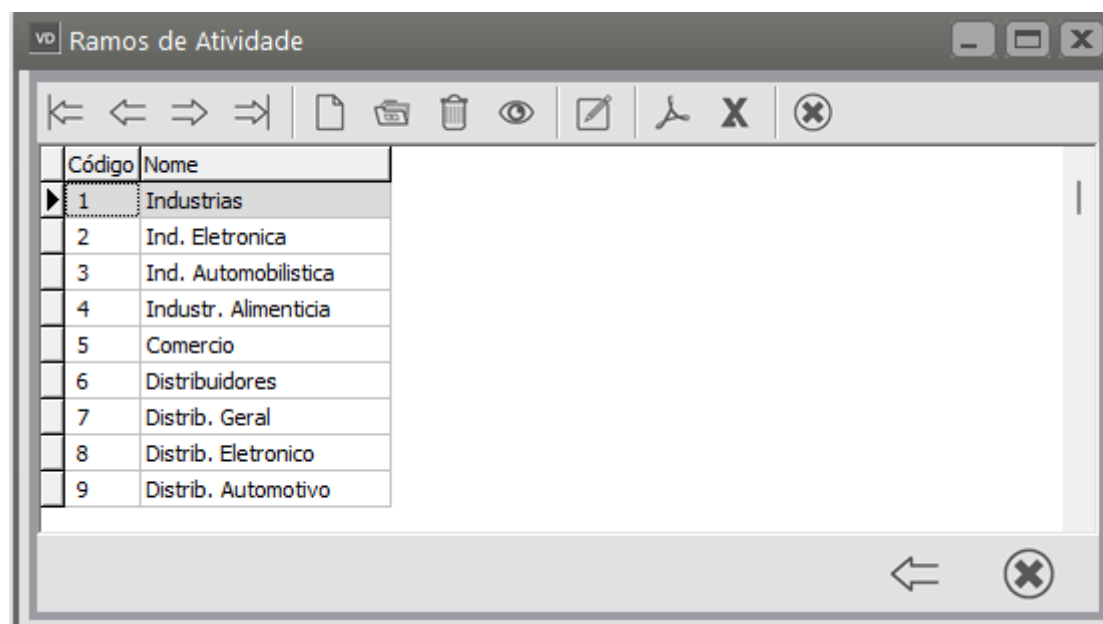 VD Ramos de Atividade
Código Nome
1 Industrias
2 Ind. Eletronica
3 Ind. Automobilistica
4 Industr. Alimenticia
5 Comercio
6 Distribuidores
7 Distrib. Geral
8 Distrib. Eletronico
9 Distrib. Automotivo